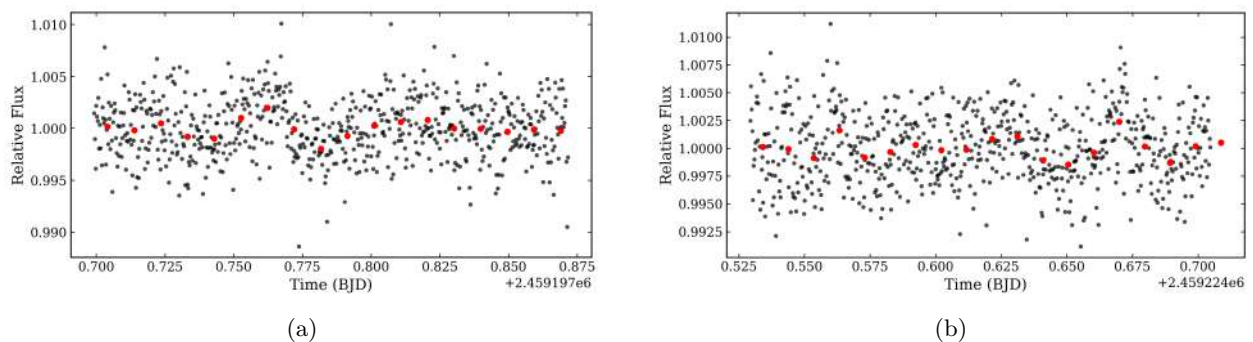 1.010
1.005
1.000
0.995
0.990
Relative Flux
0.700 0.725 0.750 0.775 0.800 0.825 0.850 0.875
Time (BJD)
+2.459197e6
(a)
1.0100
1.0075
1.0050
1.0025
1.0000
0.9975
0.9950
0.9925
Relative Flux
0.525 0.550 0.575 0.600 0.625 0.650 0.675 0.700
Time (BJD)
+2.459224e6
(b)